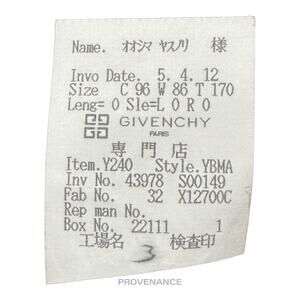 Name. オオシマ ヤスノリ 様
Invo Date. 5. 4. 12
Size C 96 W 86 T 170
Leng= 0 Sle=L 0 R 0
GIVENCHY
PARIS
専門店
Item.Y240 Style.YBMA
Inv No. 43978 S00149
Fab No. 32 X12700C
Rep man No.
Box No. 22111 1
工場名 3 検査印
PROVENANCE